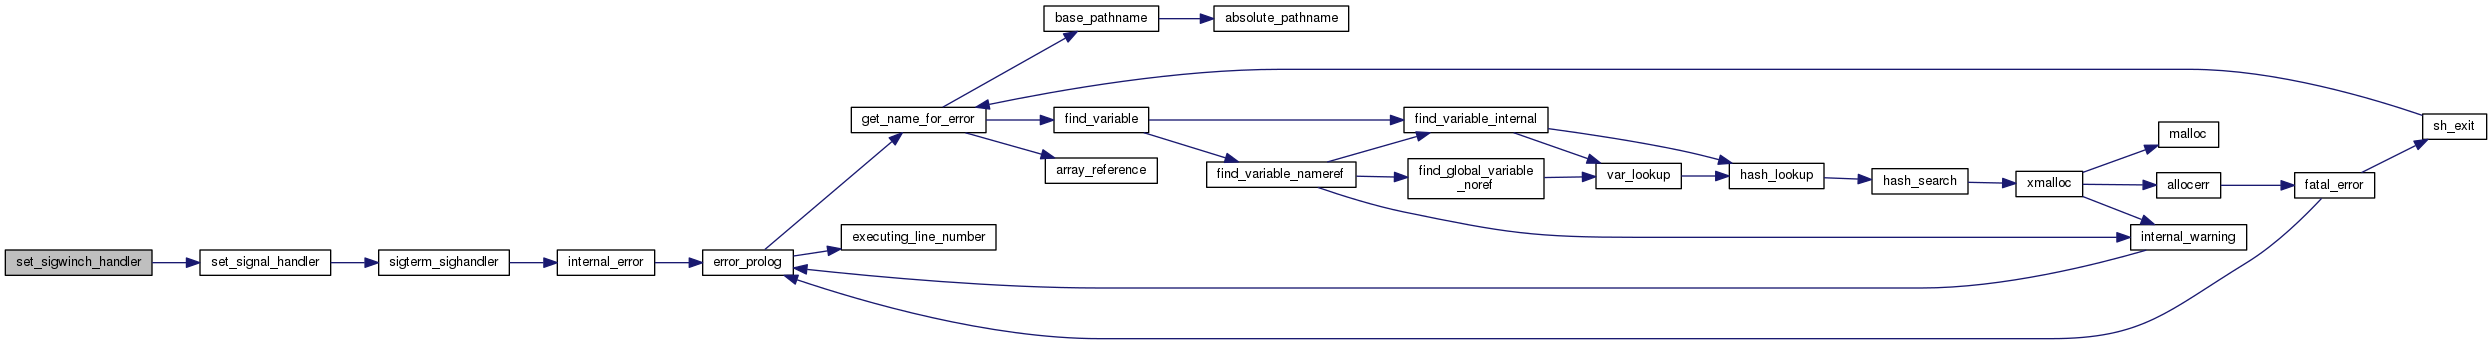 base_pathname
absolute_pathname
get_name_for_error
find_variable
find_variable_internal
sh_exit
malloc
array_reference
find_variable_nameref
find_global_variable
_noref
var_lookup
hash_lookup
hash_search
xmalloc
allocerr
fatal_error
executing_line_number
internal_warning
set_sigwinch_handler
set_signal_handler
sigterm_sighandler
internal_error
error_prolog